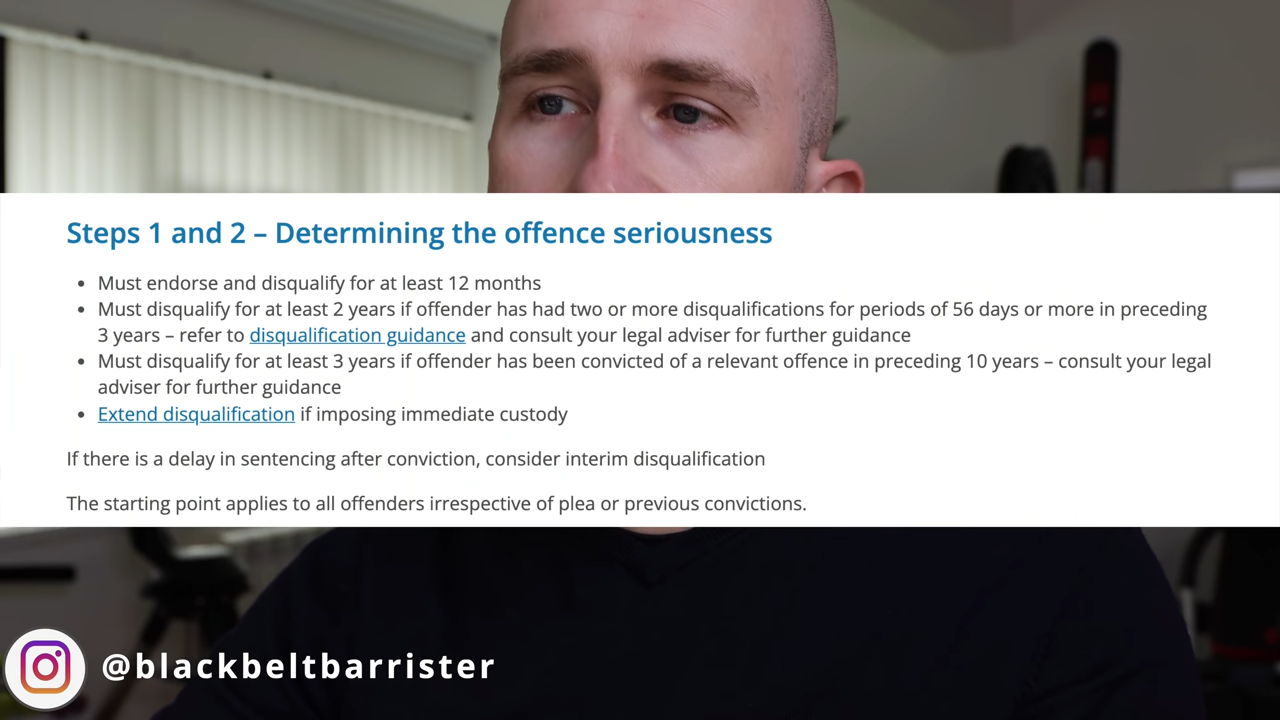 Steps 1 and 2 – Determining the offence seriousness
• Must endorse and disqualify for at least 12 months
• Must disqualify for at least 2 years if offender has had two or more disqualifications for periods of 56 days or more in preceding
3 years – refer to disqualification guidance and consult your legal adviser for further guidance
• Must disqualify for at least 3 years if offender has been convicted of a relevant offence in preceding 10 years – consult your legal
adviser for further guidance
• Extend disqualification if imposing immediate custody
If there is a delay in sentencing after conviction, consider interim disqualification
The starting point applies to all offenders irrespective of plea or previous convictions.
@blackbeltbarrister